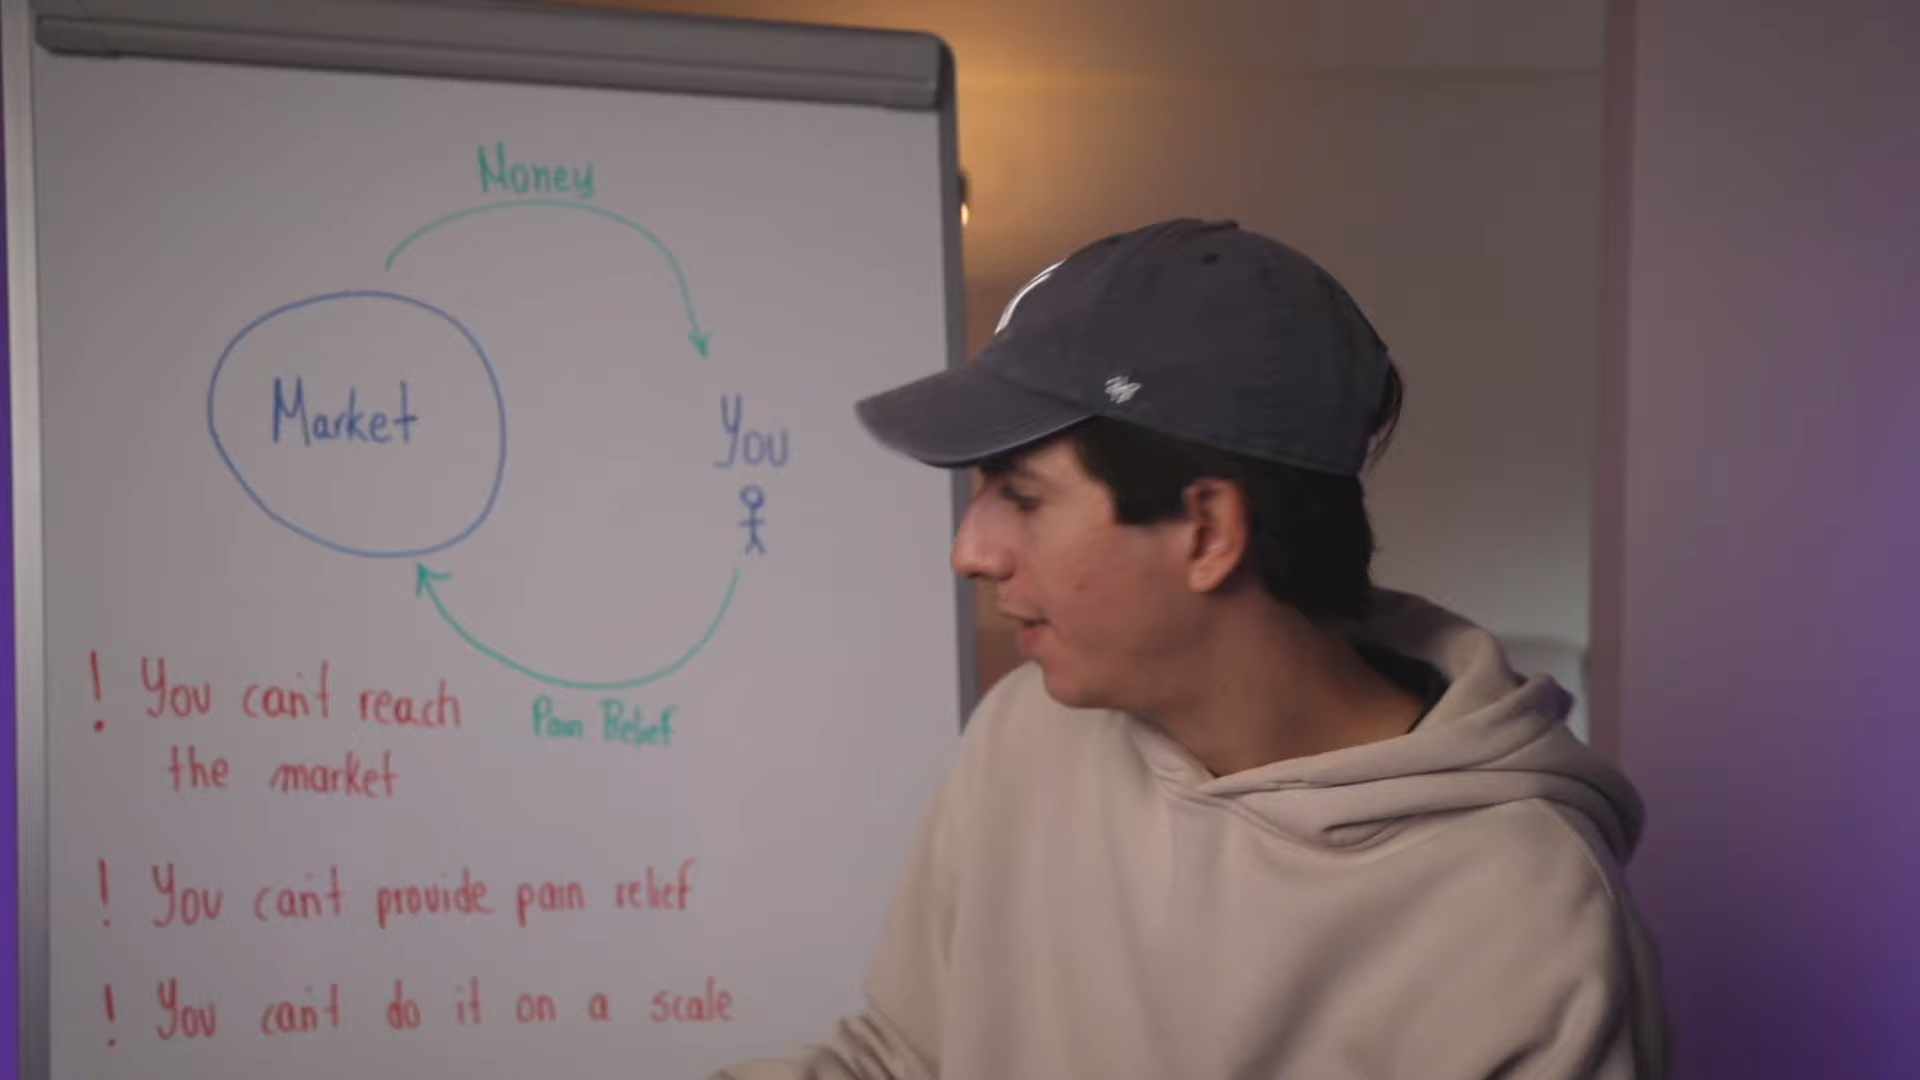 Money
Market
You
Pain Relief
! You can't reach
the market
! You can't provide pain relief
! You can't do it on a scale